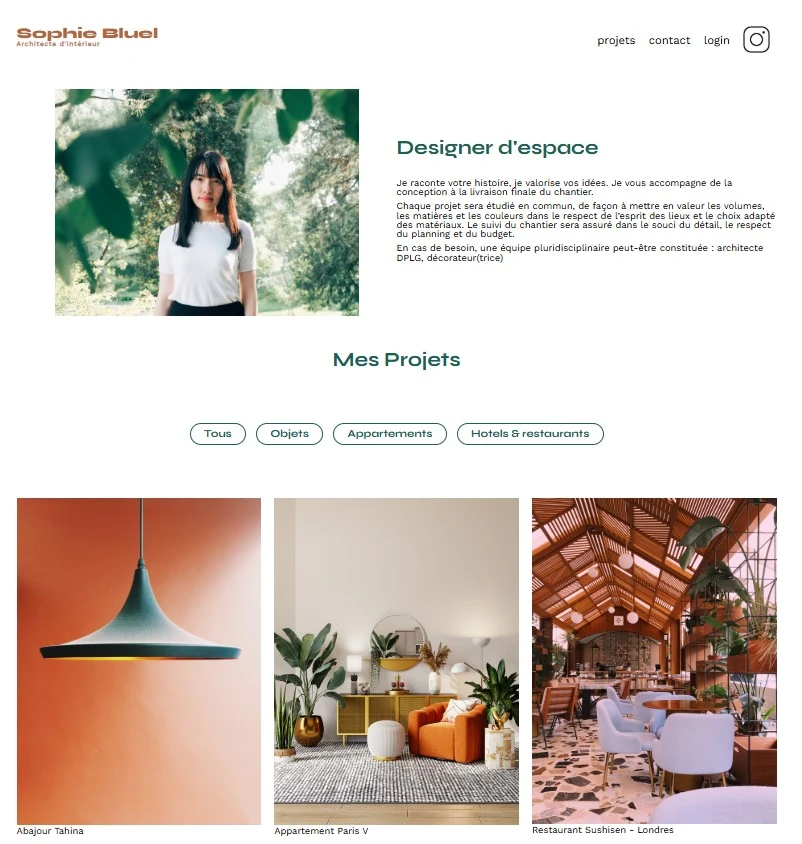 Sophie Bluel
Architecte d'intérieur
projets contact login
Designer d'espace
Je raconte votre histoire, je valorise vos idées. Je vous accompagne de la
conception à la livraison finale du chantier.
Chaque projet sera étudié en commun, de façon à mettre en valeur les volumes,
les matières et les couleurs dans le respect de l'esprit des lieux et le choix adapté
des matériaux. Le suivi du chantier sera assuré dans le souci du détail, le respect
du planning et du budget.
En cas de besoin, une équipe pluridisciplinaire peut-être constituée : architecte
DPLG, décorateur(trice)
Mes Projets
Tous Objets Appartements Hotels & restaurants
Abajour Tahina
Appartement Paris V
Restaurant Sushisen - Londres